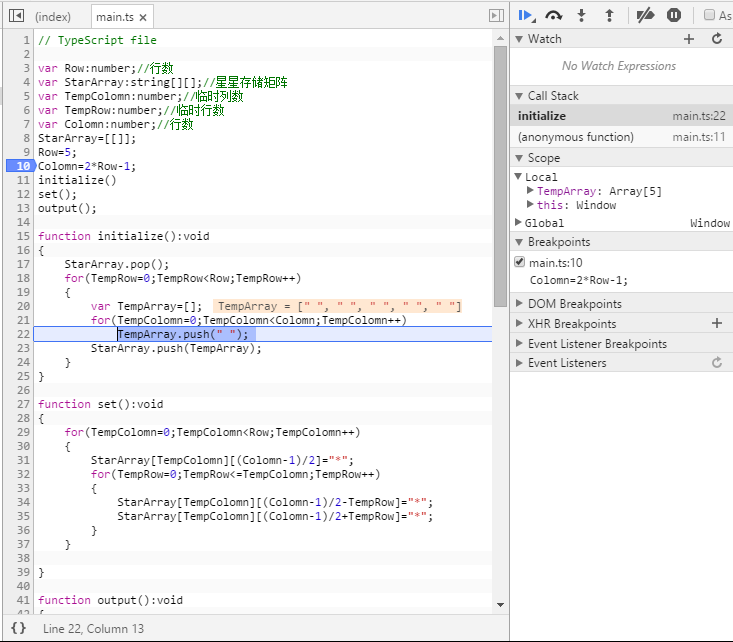 (index)
main.ts ×
As
1 // TypeScript file
2
3 var Row:number;//行数
4 var StarArray:string[][];//星星存储矩阵
5 var TempColomn:number;//临时列数
6 var TempRow:number;//临时行数
7 var Colomn:number;//行数
8 StarArray=[[]];
9 Row=5;
10 Colomn=2*Row-1;
11 initialize()
12 set();
13 output();
14
15 function initialize():void
16 {
17 StarArray.pop();
18 for(TempRow=0;TempRow<Row;TempRow++)
19 {
20 var TempArray=[]; TempArray = [" ", " ", " ", " ", " "]
21 for(TempColomn=0;TempColomn<Colomn;TempColomn++)
22 TempArray.push(" ");
23 StarArray.push(TempArray);
24 }
25 }
26
27 function set():void
28 {
29 for(TempColomn=0;TempColomn<Row;TempColomn++)
30 {
31 StarArray[TempColomn][(Colomn-1)/2]="*";
32 for(TempRow=0;TempRow<=TempColomn;TempRow++)
33 {
34 StarArray[TempColomn][(Colomn-1)/2-TempRow]="*";
35 StarArray[TempColomn][(Colomn-1)/2+TempRow]="*";
36 }
37 }
38
39 }
40
41 function output():void
{
{} Line 22, Column 13
Watch
No Watch Expressions
Call Stack
initialize main.ts:22
(anonymous function) main.ts:11
Scope
Local
TempArray: Array[5]
this: Window
Global Window
Breakpoints
main.ts:10
Colomn=2*Row-1;
DOM Breakpoints
XHR Breakpoints
Event Listener Breakpoints
Event Listeners